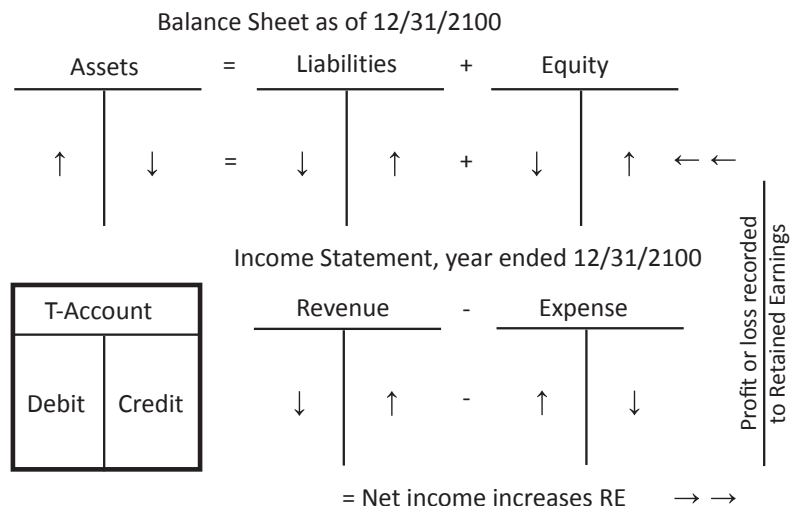 Balance Sheet as of 12/31/2100
Assets = Liabilities + Equity
↑ ↓ = ↓ ↑ + ↓ ↑ ← ←
Income Statement, year ended 12/31/2100
T-Account
Debit Credit
Revenue - Expense
↓ ↑ - ↑ ↓
= Net income increases RE → →
Profit or loss recorded
to Retained Earnings